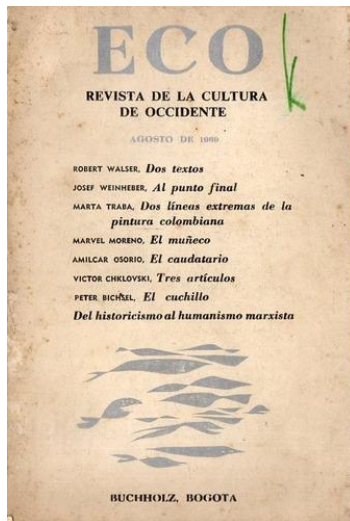 ECO
REVISTA DE LA CULTURA
DE OCCIDENTE
AGOSTO DE 1969
ROBERT WALSER, Dos textos
JOSEF WEINHEBER, Al punto final
MARTA TRABA, Dos líneas extremas de la
pintura colombiana
MARVEL MORENO, El muñeco
AMILCAR OSORIO, El caudatario
VICTOR CHKLOVSKI, Tres artículos
PETER BICHSEL, El cuchillo
Del historicismo al humanismo marxista
BUCHHOLZ, BOGOTA